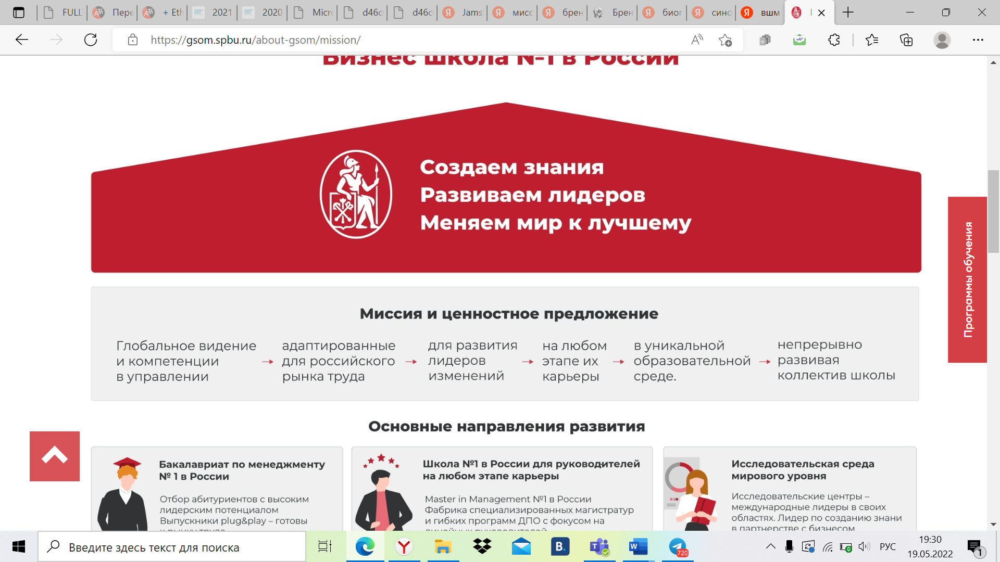 FULL
Пере
+ Eth
2021
2020
Micro
d46c
d46c
Jams
мисс
брен
Брен
биог
сино
вшм
https://gsom.spbu.ru/about-gsom/mission/
Бизнес школа №1 в России
Создаем знания
Развиваем лидеров
Меняем мир к лучшему
Программы обучения
Миссия и ценностное предложение
Глобальное видение
и компетенции
в управлении
адаптированные
для российского
рынка труда
для развития
лидеров
изменений
на любом
этапе их
карьеры
в уникальной
образовательной
среде.
непрерывно
развивая
коллектив школы
Основные направления развития
Бакалавриат по менеджменту
№ 1 в России
Отбор абитуриентов с высоким
лидерским потенциалом
Выпускники plug&play – готовы
к рынку труда
Школа №1 в России для руководителей
на любом этапе карьеры
Master in Management №1 в России
Фабрика специализированных магистратур
и гибких программ ДПО с фокусом на
линейных руководителей
Исследовательская среда
мирового уровня
Исследовательские центры –
международные лидеры в своих
областях. Лидер по созданию знани
в партнерстве с бизнесом
Введите здесь текст для поиска
B.
W
720
РУС
19:30
19.05.2022
1